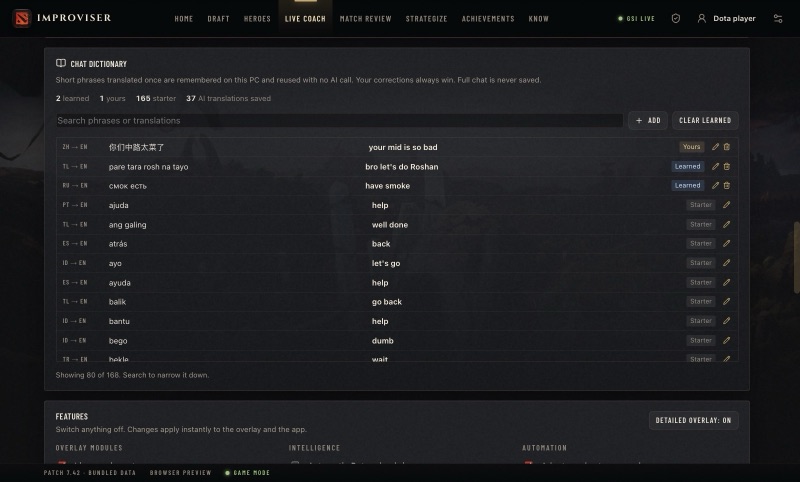 IMPROVISER HOME DRAFT HEROES LIVE COACH MATCH REVIEW STRATEGIZE ACHIEVEMENTS KNOW GSI LIVE Dota player
CHAT DICTIONARY
Short phrases translated once are remembered on this PC and reused with no AI call. Your corrections always win. Full chat is never saved.
2 learned 1 yours 165 starter 37 AI translations saved
Search phrases or translations + ADD CLEAR LEARNED
ZH → EN 你们中路太菜了 your mid is so bad Yours
TL → EN pare tara rosh na tayo bro let's do Roshan Learned
RU → EN смок есть have smoke Learned
PT → EN ajuda help Starter
TL → EN ang galing well done Starter
ES → EN atrás back Starter
ID → EN ayo let's go Starter
ES → EN ayuda help Starter
TL → EN balik go back Starter
ID → EN bantu help Starter
ID → EN bego dumb Starter
TR → EN bekle wait Starter
Showing 80 of 168. Search to narrow it down.
FEATURES
Switch anything off. Changes apply instantly to the overlay and the app. DETAILED OVERLAY: ON
OVERLAY MODULES INTELLIGENCE AUTOMATION
PATCH 7.42 · BUNDLED DATA BROWSER PREVIEW GAME MODE